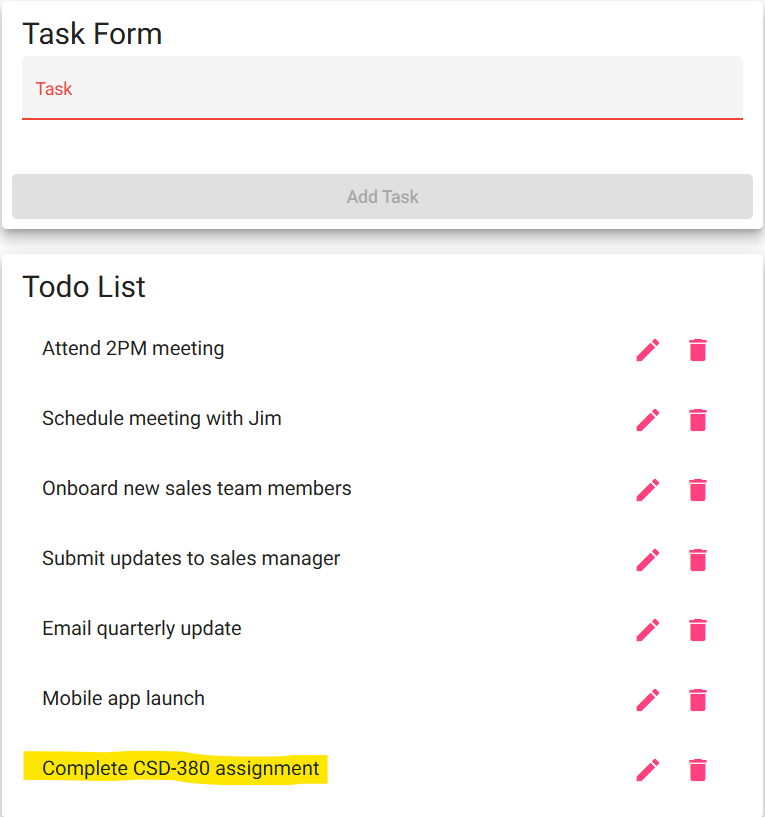 Task Form
Task
Add Task
Todo List
Attend 2PM meeting
Schedule meeting with Jim
Onboard new sales team members
Submit updates to sales manager
Email quarterly update
Mobile app launch
Complete CSD-380 assignment